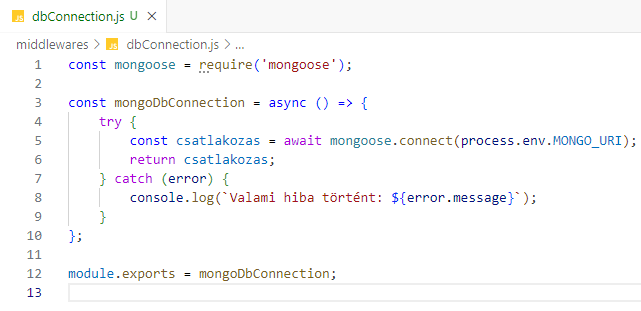 JS dbConnection.js U ×
middlewares > JS dbConnection.js > ...
1 const mongoose = require('mongoose');
2
3 const mongoDbConnection = async () => {
4     try {
5         const csatlakozas = await mongoose.connect(process.env.MONGO_URI);
6         return csatlakozas;
7     } catch (error) {
8         console.log(`Valami hiba történt: ${error.message}`);
9     }
10 };
11
12 module.exports = mongoDbConnection;
13